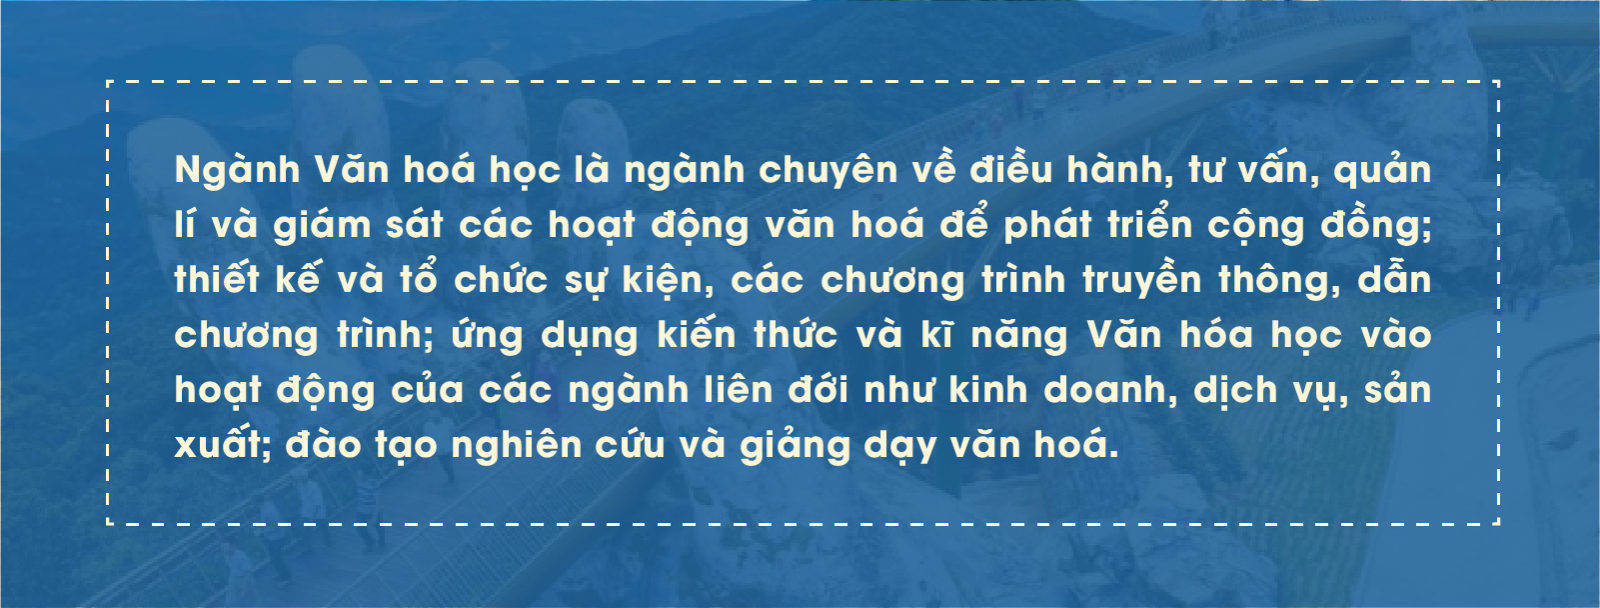 Ngành Văn hoá học là ngành chuyên về điều hành, tư vấn, quản
lí và giám sát các hoạt động văn hoá để phát triển cộng đồng;
thiết kế và tổ chức sự kiện, các chương trình truyền thông, dẫn
chương trình; ứng dụng kiến thức và kĩ năng Văn hóa học vào
hoạt động của các ngành liên đới như kinh doanh, dịch vụ, sản
xuất; đào tạo nghiên cứu và giảng dạy văn hoá.